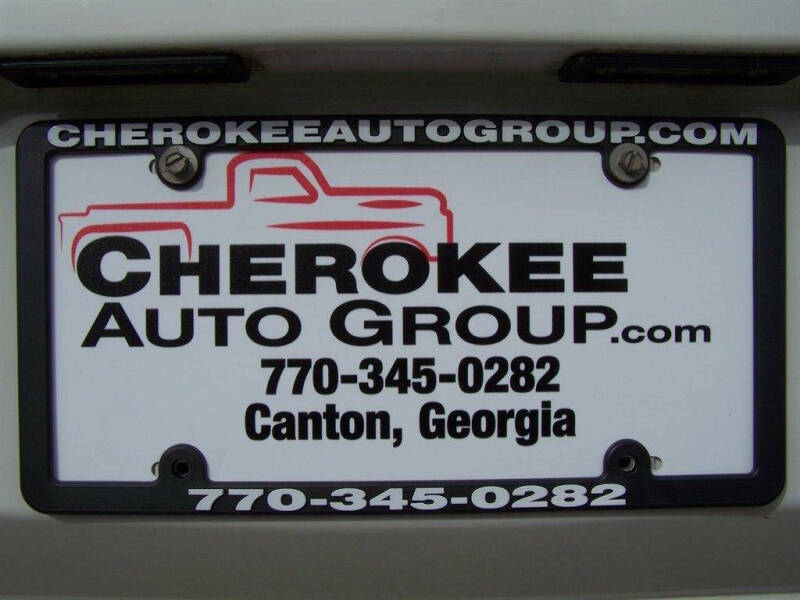 CHEROKEEAUTOGROUP.COM
CHEROKEE
AUTO GROUP.com
770-345-0282
Canton, Georgia
770-345-0282